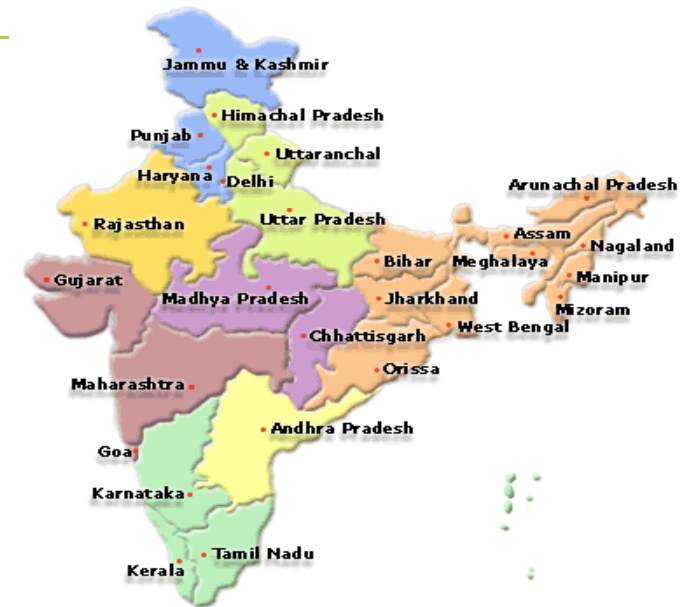 Jammu & Kashmir
Himachal Pradesh
Punjab
Uttaranchal
Haryana
Delhi
Arunachal Pradesh
Rajasthan
Uttar Pradesh
Assam
Nagaland
Bihar
Meghalaya
Gujarat
Manipur
Madhya Pradesh
Jharkhand
Mizoram
West Bengal
Chhattisgarh
Orissa
Maharashtra
Andhra Pradesh
Goa
Karnataka
Tamil Nadu
Kerala